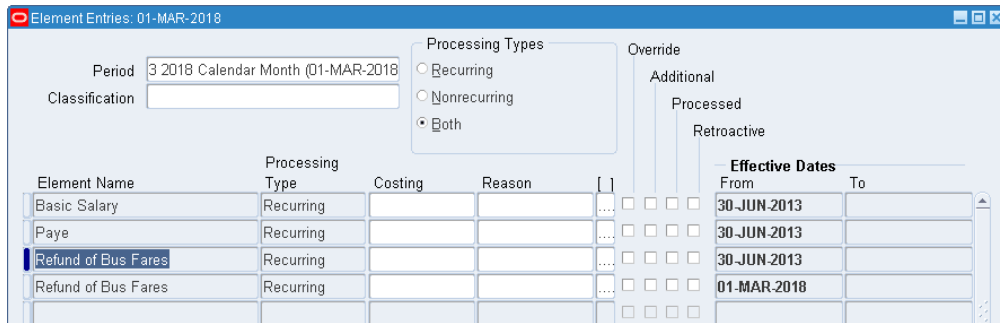 Element Entries: 01-MAR-2018
Processing Types
Override
Period 3 2018 Calendar Month (01-MAR-2018
Recurring
Additional
Classification
Nonrecurring
Processed
Both
Retroactive
Processing
Effective Dates
Element Name Type Costing Reason [ ] From To
Basic Salary Recurring .... 30-JUN-2013
Paye Recurring .... 30-JUN-2013
Refund of Bus Fares Recurring .... 30-JUN-2013
Refund of Bus Fares Recurring .... 01-MAR-2018